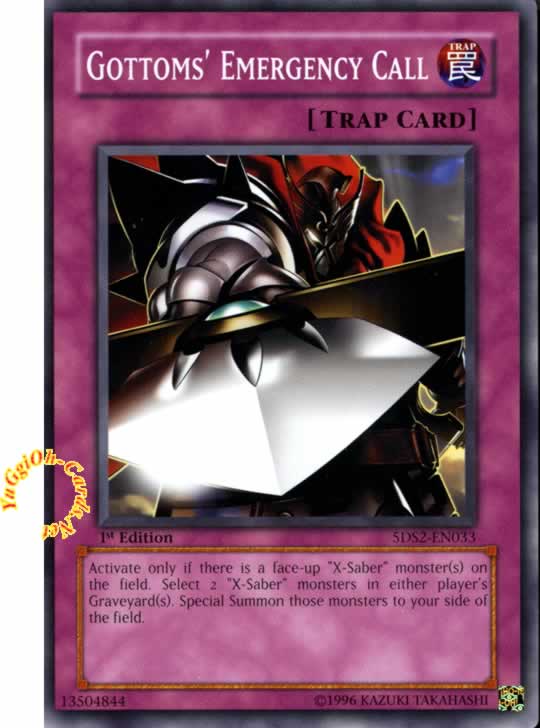 GOTTOMS' EMERGENCY CALL
TRAP
罠
[TRAP CARD]
YuGgiOh-Cards.Net
1st Edition
5DS2-EN033
Activate only if there is a face-up "X-Saber" monster(s) on
the field. Select 2 "X-Saber" monsters in either player's
Graveyard(s). Special Summon those monsters to your side of
the field.
13504844
©1996 KAZUKI TAKAHASHI